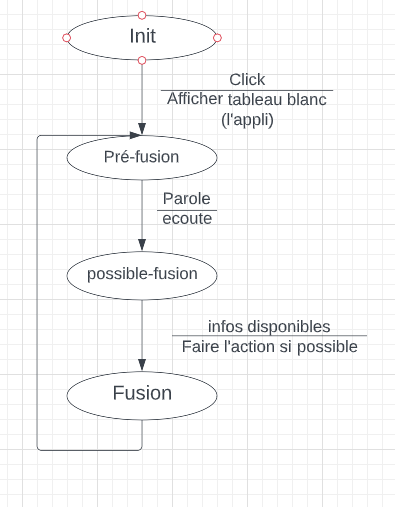 Init
Click
Afficher tableau blanc
(l'appli)
Pré-fusion
Parole
ecoute
possible-fusion
infos disponibles
Faire l'action si possible
Fusion